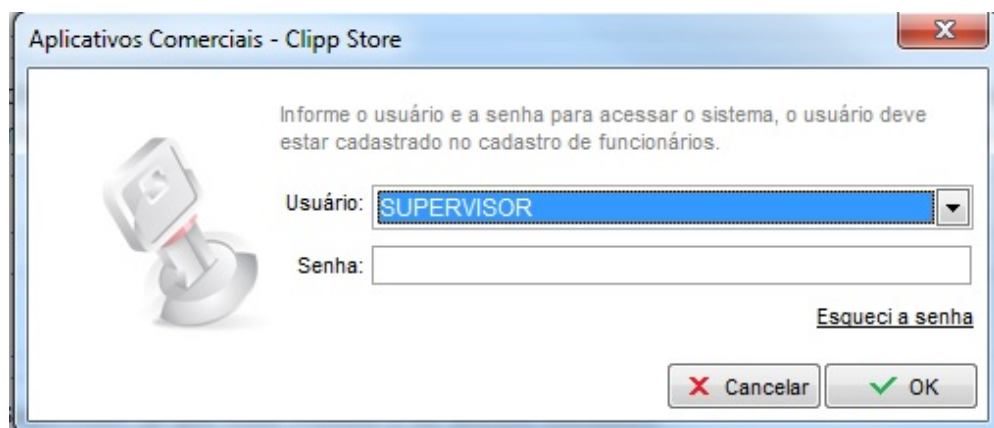 Aplicativos Comerciais - Clipp Store
Informe o usuário e a senha para acessar o sistema, o usuário deve
estar cadastrado no cadastro de funcionários.
Usuário: SUPERVISOR
Senha:
Esqueci a senha
Cancelar OK